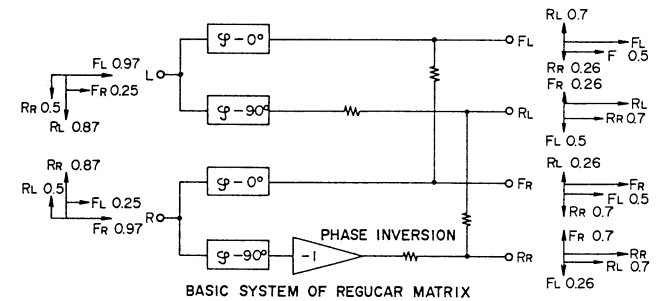 RL 0.7
φ-0°
FL
FL
F 0.5
FL 0.97
L
RR 0.26
FR 0.25
FR 0.26
RR 0.5
RL 0.87
φ-90°
RL
RL
RR 0.7
FL 0.5
RR 0.87
RL 0.26
RL 0.5
φ-0°
FR
FR
FL 0.25
FL 0.5
FR 0.97
R
RR 0.7
PHASE INVERSION
FR 0.7
φ-90°
-1
RR
RR
RL 0.7
FL 0.26
BASIC SYSTEM OF REGUCAR MATRIX